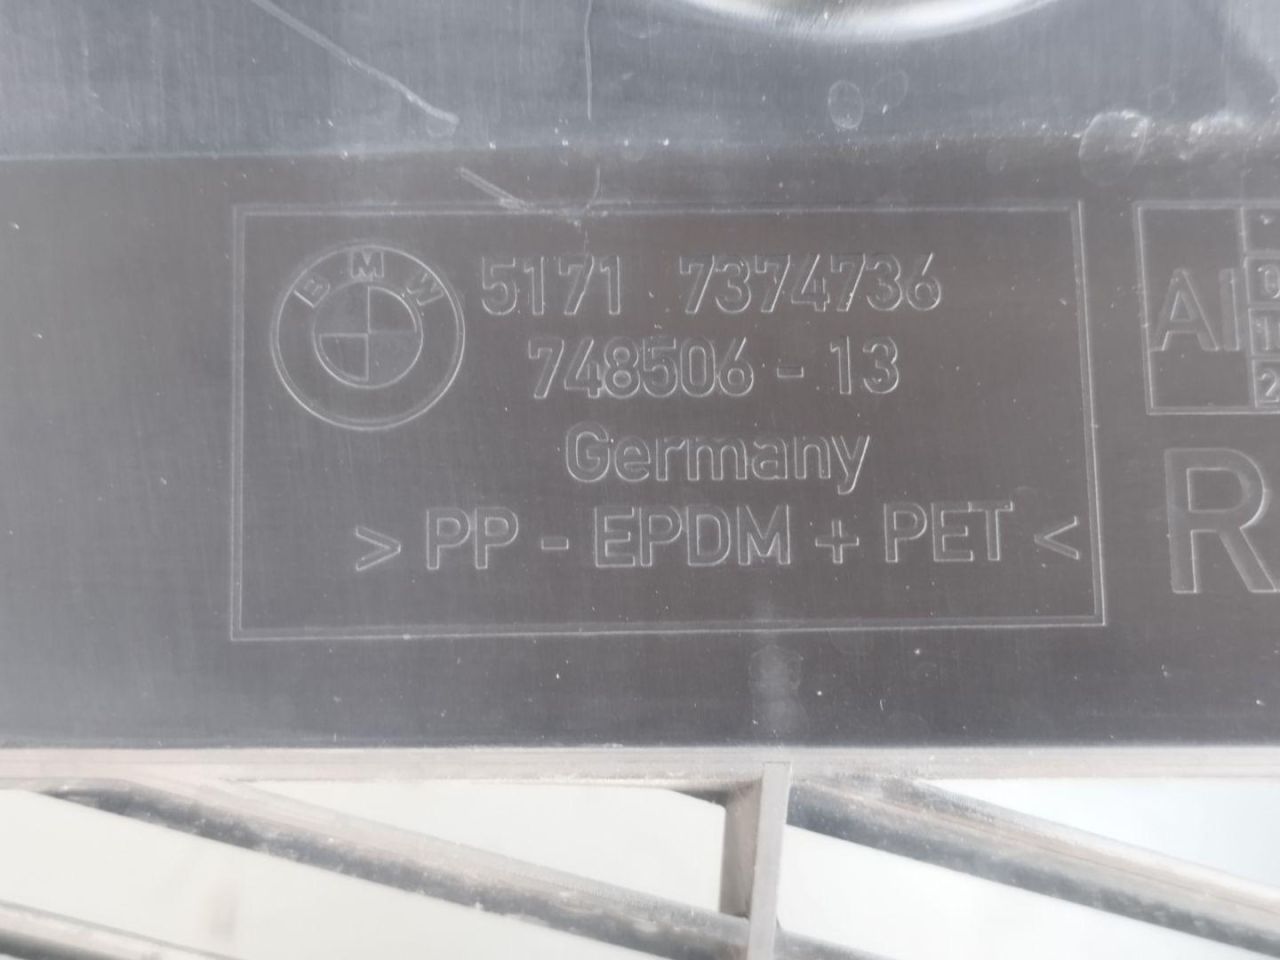 BMW
5171 7374736
748506 - 13
Germany
> PP - EPDM + PET <
R